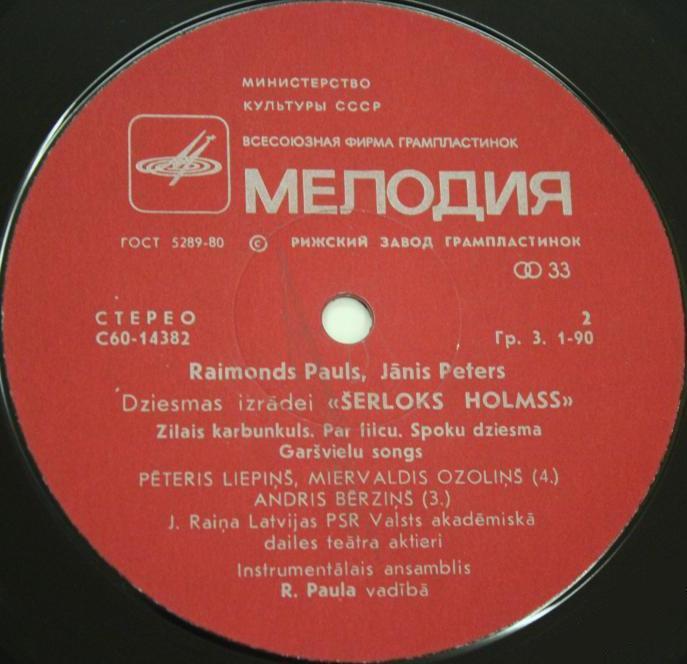 МИНИСТЕРСТВО
КУЛЬТУРЫ СССР
ВСЕСОЮЗНАЯ ФИРМА ГРАМПЛАСТИНОК
МЕЛОДИЯ
ГОСТ 5289-80 © РИЖСКИЙ ЗАВОД ГРАМПЛАСТИНОК
33
СТЕРЕО 2
С60-14382 Гр. 3. 1-90
Raimonds Pauls, Jānis Peters
Dziesmas izrādei «ŠERLOKS HOLMSS»
Zilais karbunkuls. Par filcu. Spoku dziesma
Garšvielu songs
PĒTERIS LIEPIŅŠ, MIERVALDIS OZOLIŅŠ (4.)
ANDRIS BĒRZIŅŠ (3.)
J. Raiņa Latvijas PSR Valsts akadēmiskā
dailes teātra aktieri
Instrumentālais ansamblis
R. Paula vadībā